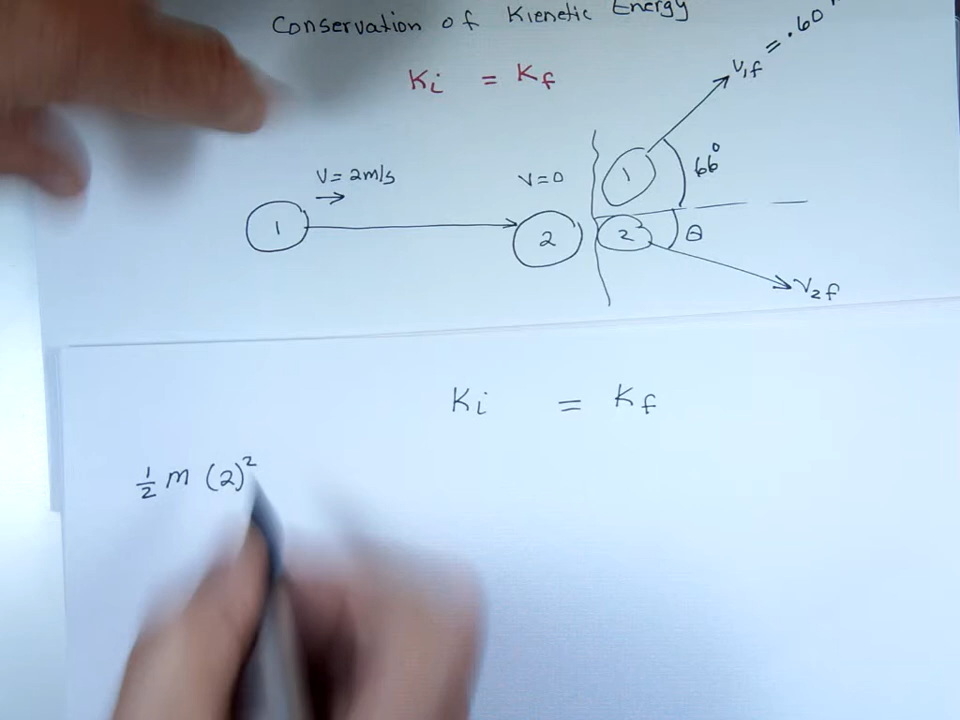 Conservation of Kienetic Energy
Ki = Kf
V1f = .60
V = 2m/s
V=0
1
66°
1
2
2
θ
V2f
Ki = Kf
1/2 m (2)²